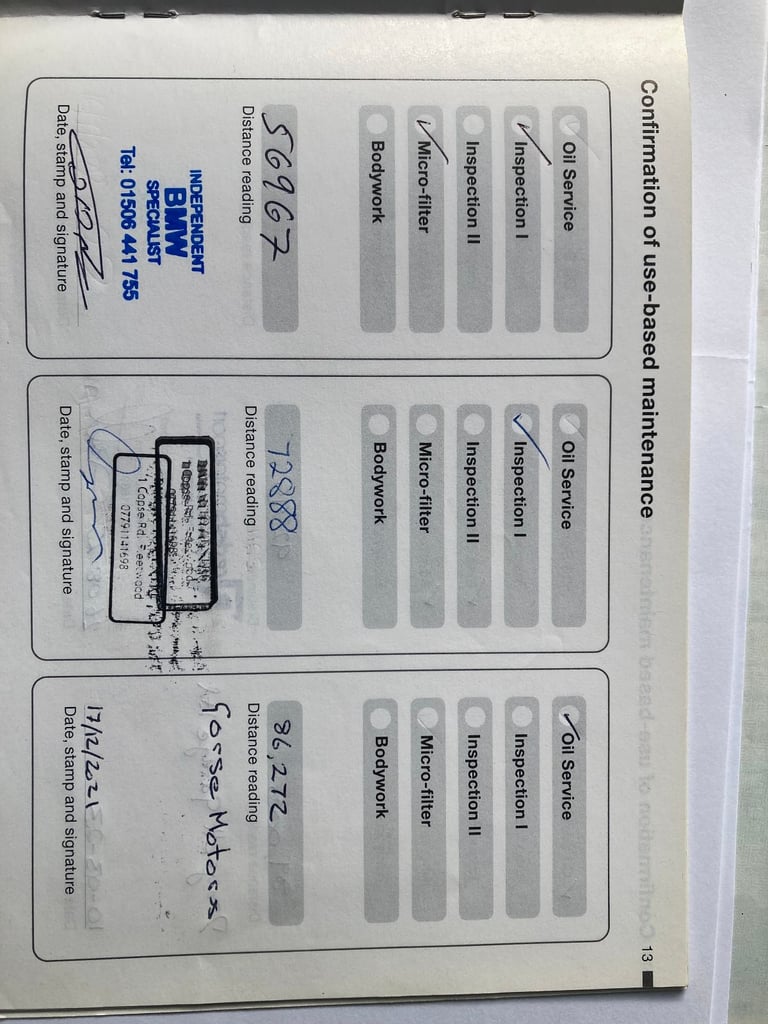 Confirmation of use-based maintenance
13
Oil Service
Inspection I
Inspection II
Micro-filter
Bodywork
56967
Distance reading
INDEPENDENT
BMW
SPECIALIST
Tel: 01506 441 755
Date, stamp and signature
Oil Service
Inspection I
Inspection II
Micro-filter
Bodywork
72888
Distance reading
1 Copse Rd. Fleetwood
07791141698
Date, stamp and signature
Oil Service
Inspection I
Inspection II
Micro-filter
Bodywork
86,272
Distance reading
Gosse Motors
17/12/2021
Date, stamp and signature